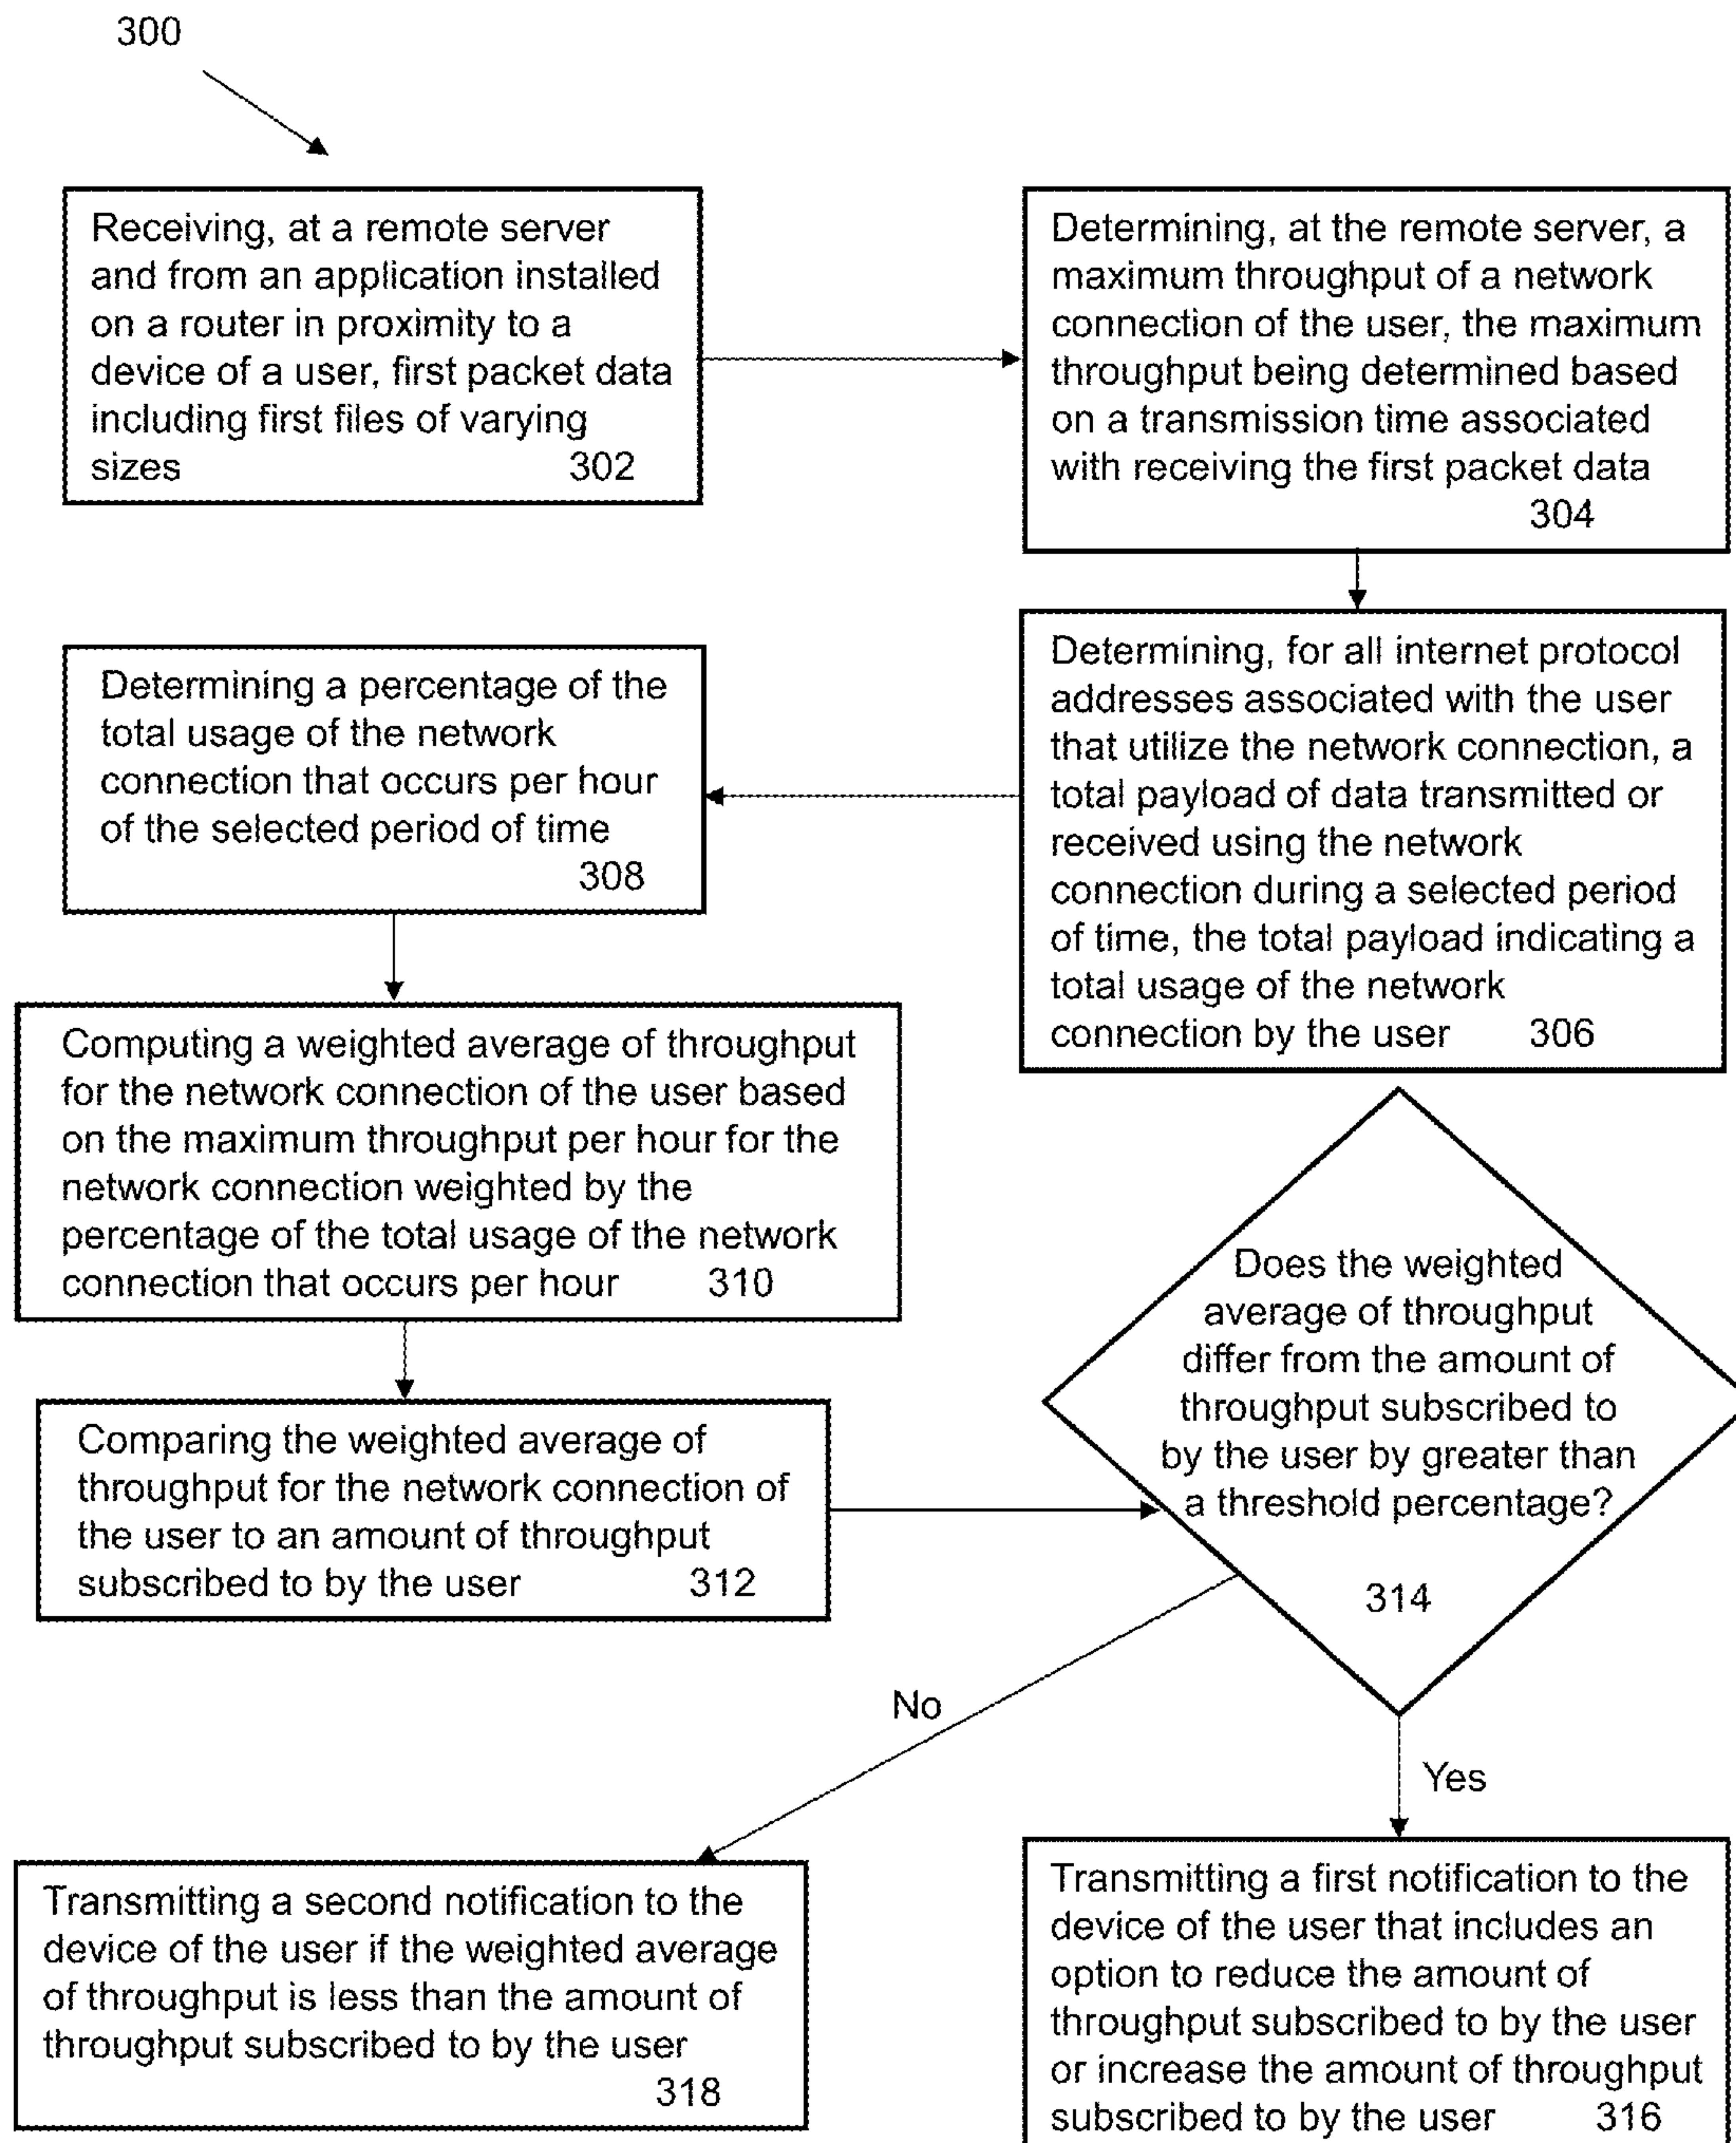 300
Receiving, at a remote server
and from an application installed
on a router in proximity to a
device of a user, first packet data
including first files of varying
sizes 302
Determining, at the remote server, a
maximum throughput of a network
connection of the user, the maximum
throughput being determined based
on a transmission time associated
with receiving the first packet data
304
Determining, for all internet protocol
addresses associated with the user
that utilize the network connection, a
total payload of data transmitted or
received using the network
connection during a selected period
of time, the total payload indicating a
total usage of the network
connection by the user 306
Determining a percentage of the
total usage of the network
connection that occurs per hour
of the selected period of time
308
Computing a weighted average of throughput
for the network connection of the user based
on the maximum throughput per hour for the
network connection weighted by the
percentage of the total usage of the network
connection that occurs per hour 310
Comparing the weighted average of
throughput for the network connection of
the user to an amount of throughput
subscribed to by the user 312
Does the weighted
average of throughput
differ from the amount of
throughput subscribed to
by the user by greater than
a threshold percentage?
314
No
Yes
Transmitting a second notification to the
device of the user if the weighted average
of throughput is less than the amount of
throughput subscribed to by the user
318
Transmitting a first notification to the
device of the user that includes an
option to reduce the amount of
throughput subscribed to by the user
or increase the amount of throughput
subscribed to by the user 316